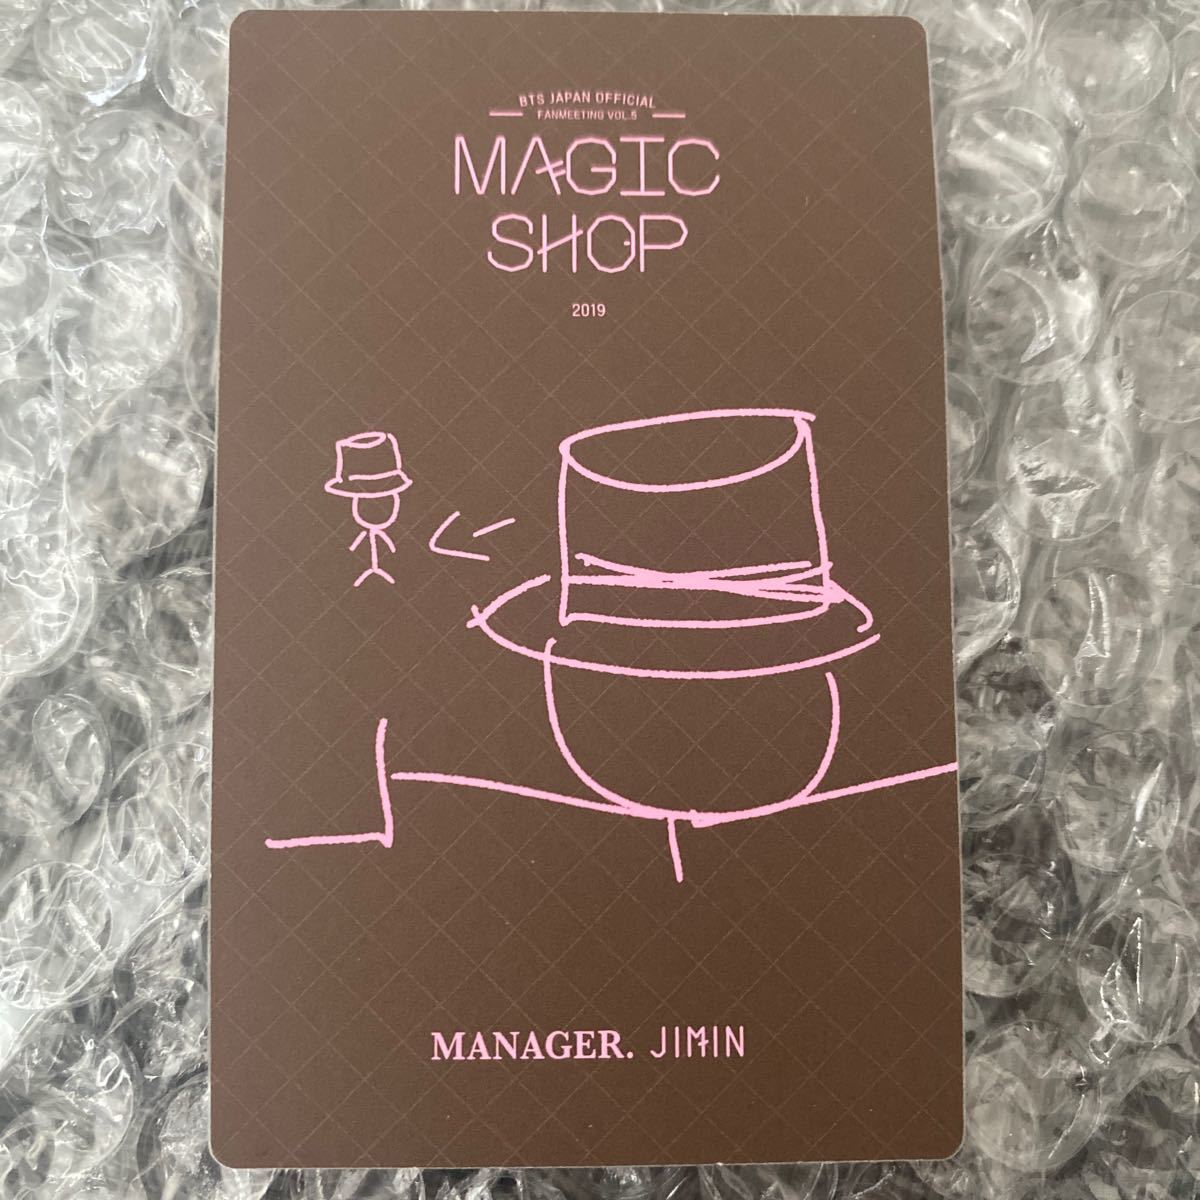 BTS JAPAN OFFICIAL
FANMEETING VOL.5
MAGIC
SHOP
2019
MANAGER. JIMIN